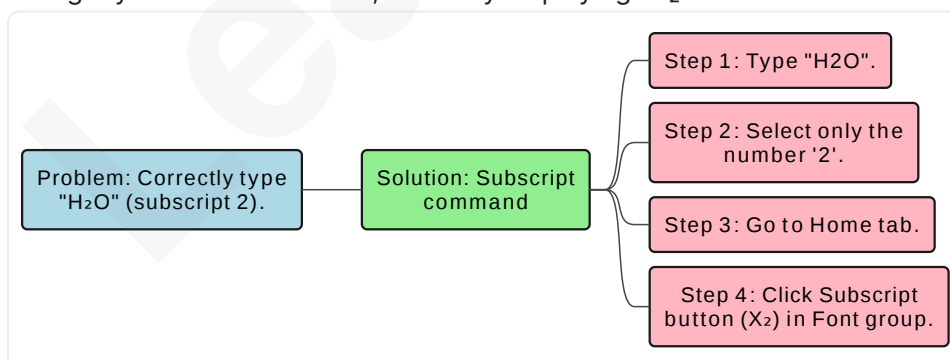 Problem: Correctly type
"H₂O" (subscript 2).
Solution: Subscript
command
Step 1: Type "H2O".
Step 2: Select only the
number '2'.
Step 3: Go to Home tab.
Step 4: Click Subscript
button (X₂) in Font group.